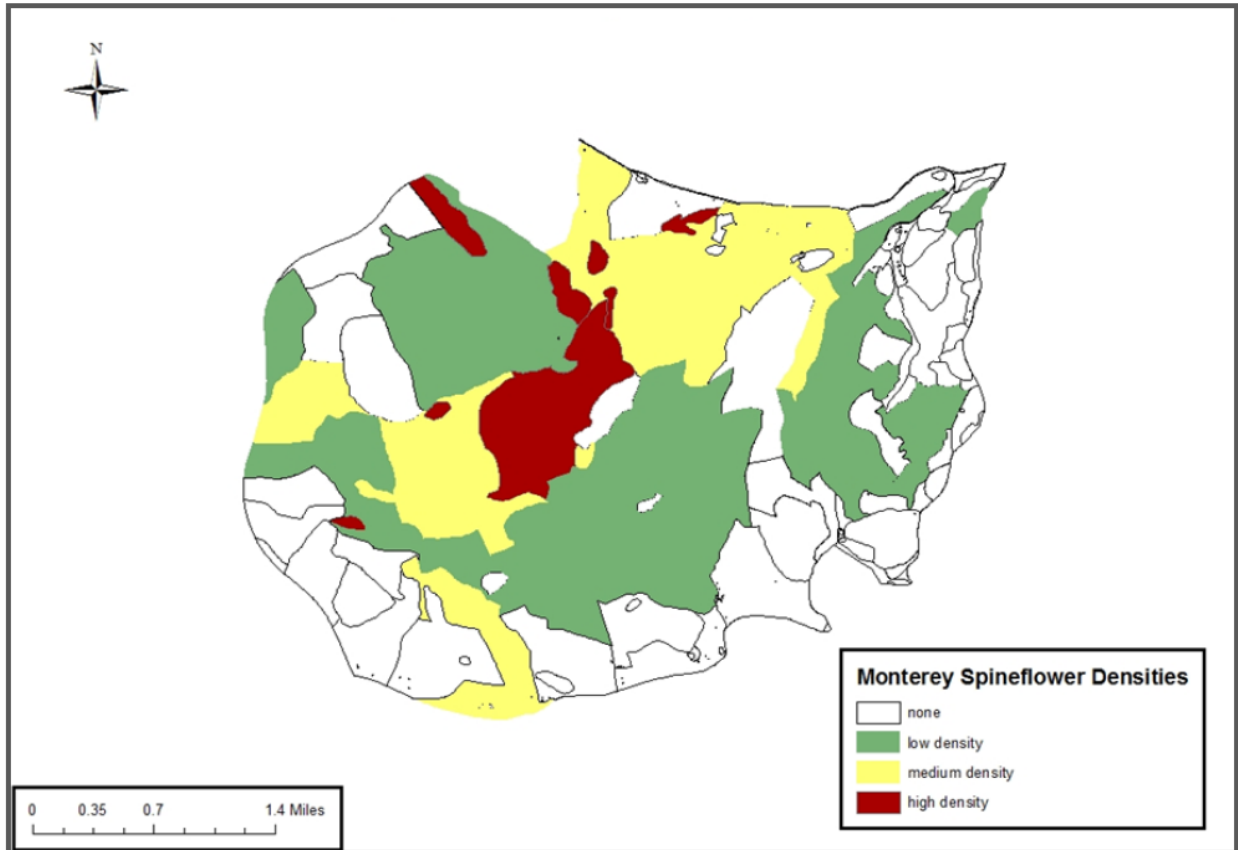 N
Monterey Spineflower Densities
none
low density
medium density
high density
0 0.35 0.7 1.4 Miles